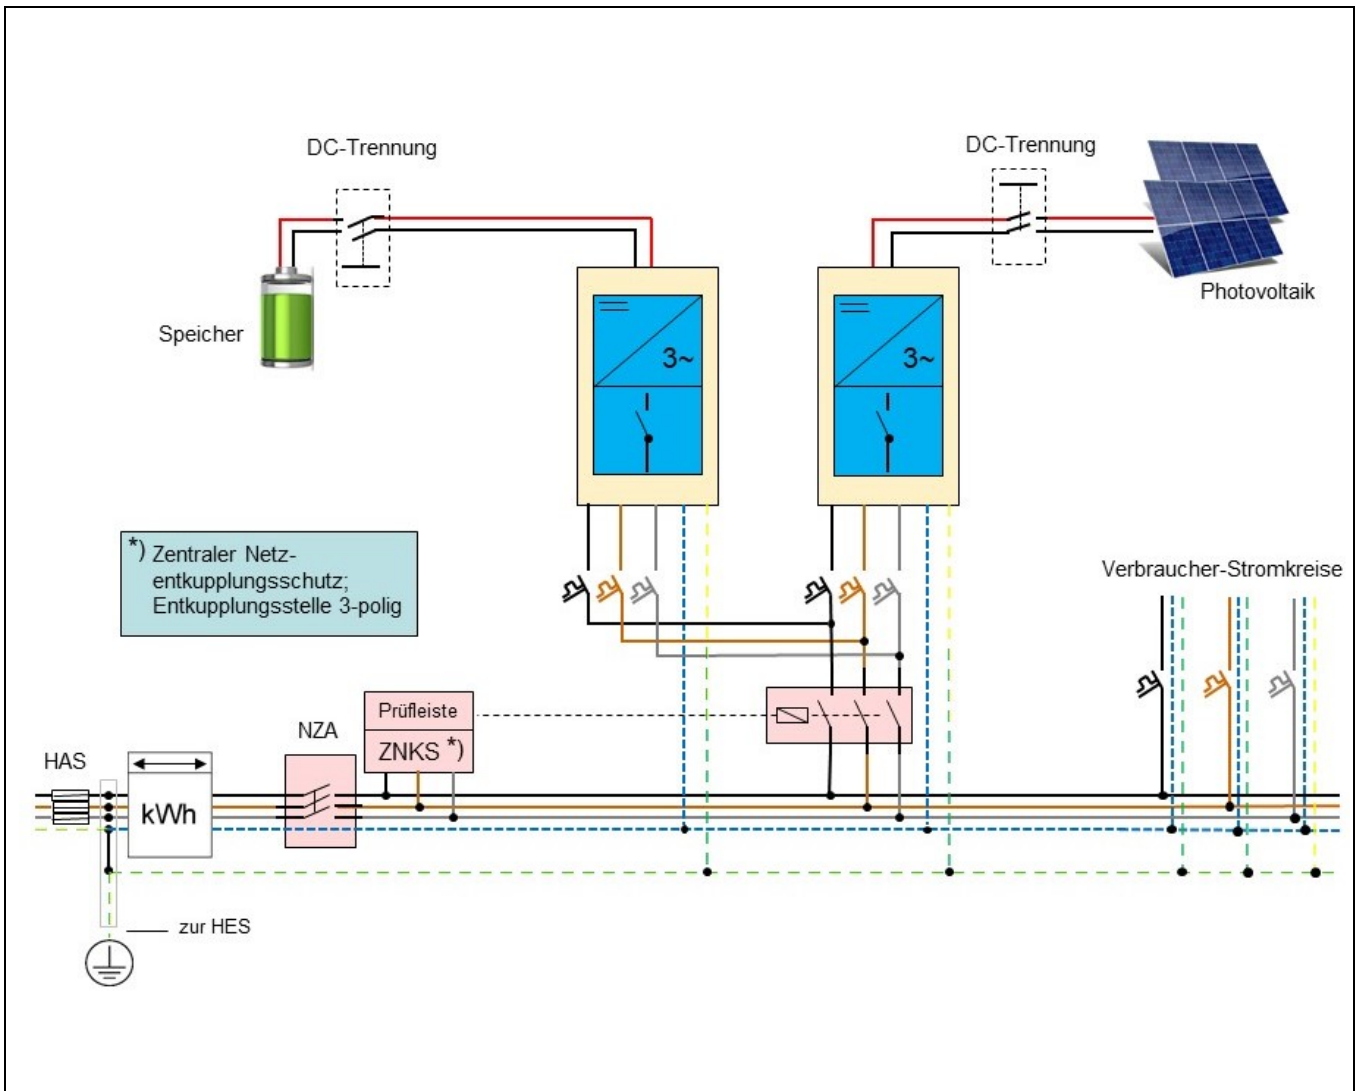 DC-Trennung
DC-Trennung
Photovoltaik
Speicher
3~
3~
*) Zentraler Netz-
entkupplungsschutz;
Entkupplungsstelle 3-polig
Verbraucher-Stromkreise
Prüfleiste
NZA
ZNKS *)
HAS
kWh
zur HES